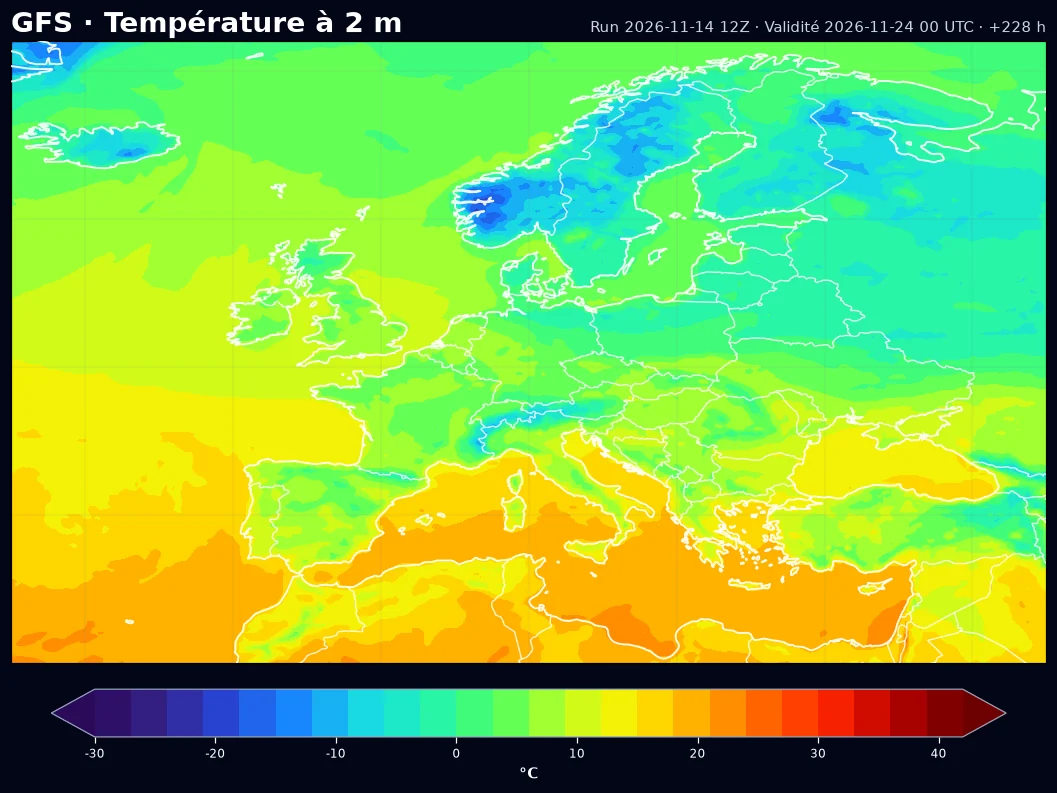 GFS · Température à 2 m
Run 2026-11-14 12Z · Validité 2026-11-24 00 UTC · +228 h
-30 -20 -10 0 10 20 30 40
°C